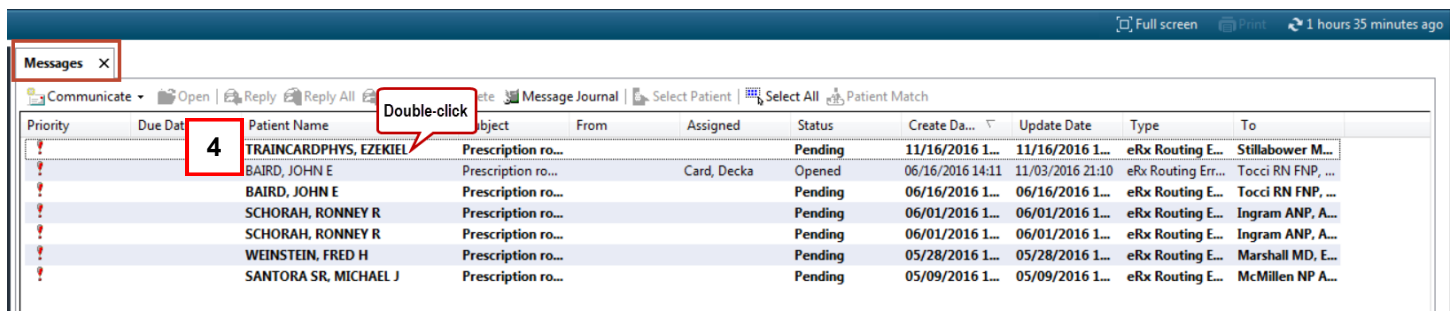 Full screen Print 1 hours 35 minutes ago
Messages X
Communicate Open Reply Reply All Message Journal Select Patient Select All Patient Match
Double-click
Priority Patient Name From Assigned Status Create Da... Update Date Type To
4
TRAINCARDPHYS, EZEKIEL Prescription ro... Pending 11/16/2016 1... 11/16/2016 1... eRx Routing E... Stillabower M...
BAIRD, JOHN E Prescription ro... Card, Decka Opened 06/16/2016 14:11 11/03/2016 21:10 eRx Routing Err... Tocci RN FNP, ...
BAIRD, JOHN E Prescription ro... Pending 06/16/2016 1... 06/16/2016 1... eRx Routing E... Tocci RN FNP, ...
SCHORAH, RONNEY R Prescription ro... Pending 06/01/2016 1... 06/01/2016 1... eRx Routing E... Ingram ANP, A...
SCHORAH, RONNEY R Prescription ro... Pending 06/01/2016 1... 06/01/2016 1... eRx Routing E... Ingram ANP, A...
WEINSTEIN, FRED H Prescription ro... Pending 05/28/2016 1... 05/28/2016 1... eRx Routing E... Marshall MD, E...
SANTORA SR, MICHAEL J Prescription ro... Pending 05/09/2016 1... 05/09/2016 1... eRx Routing E... McMillen NP A...